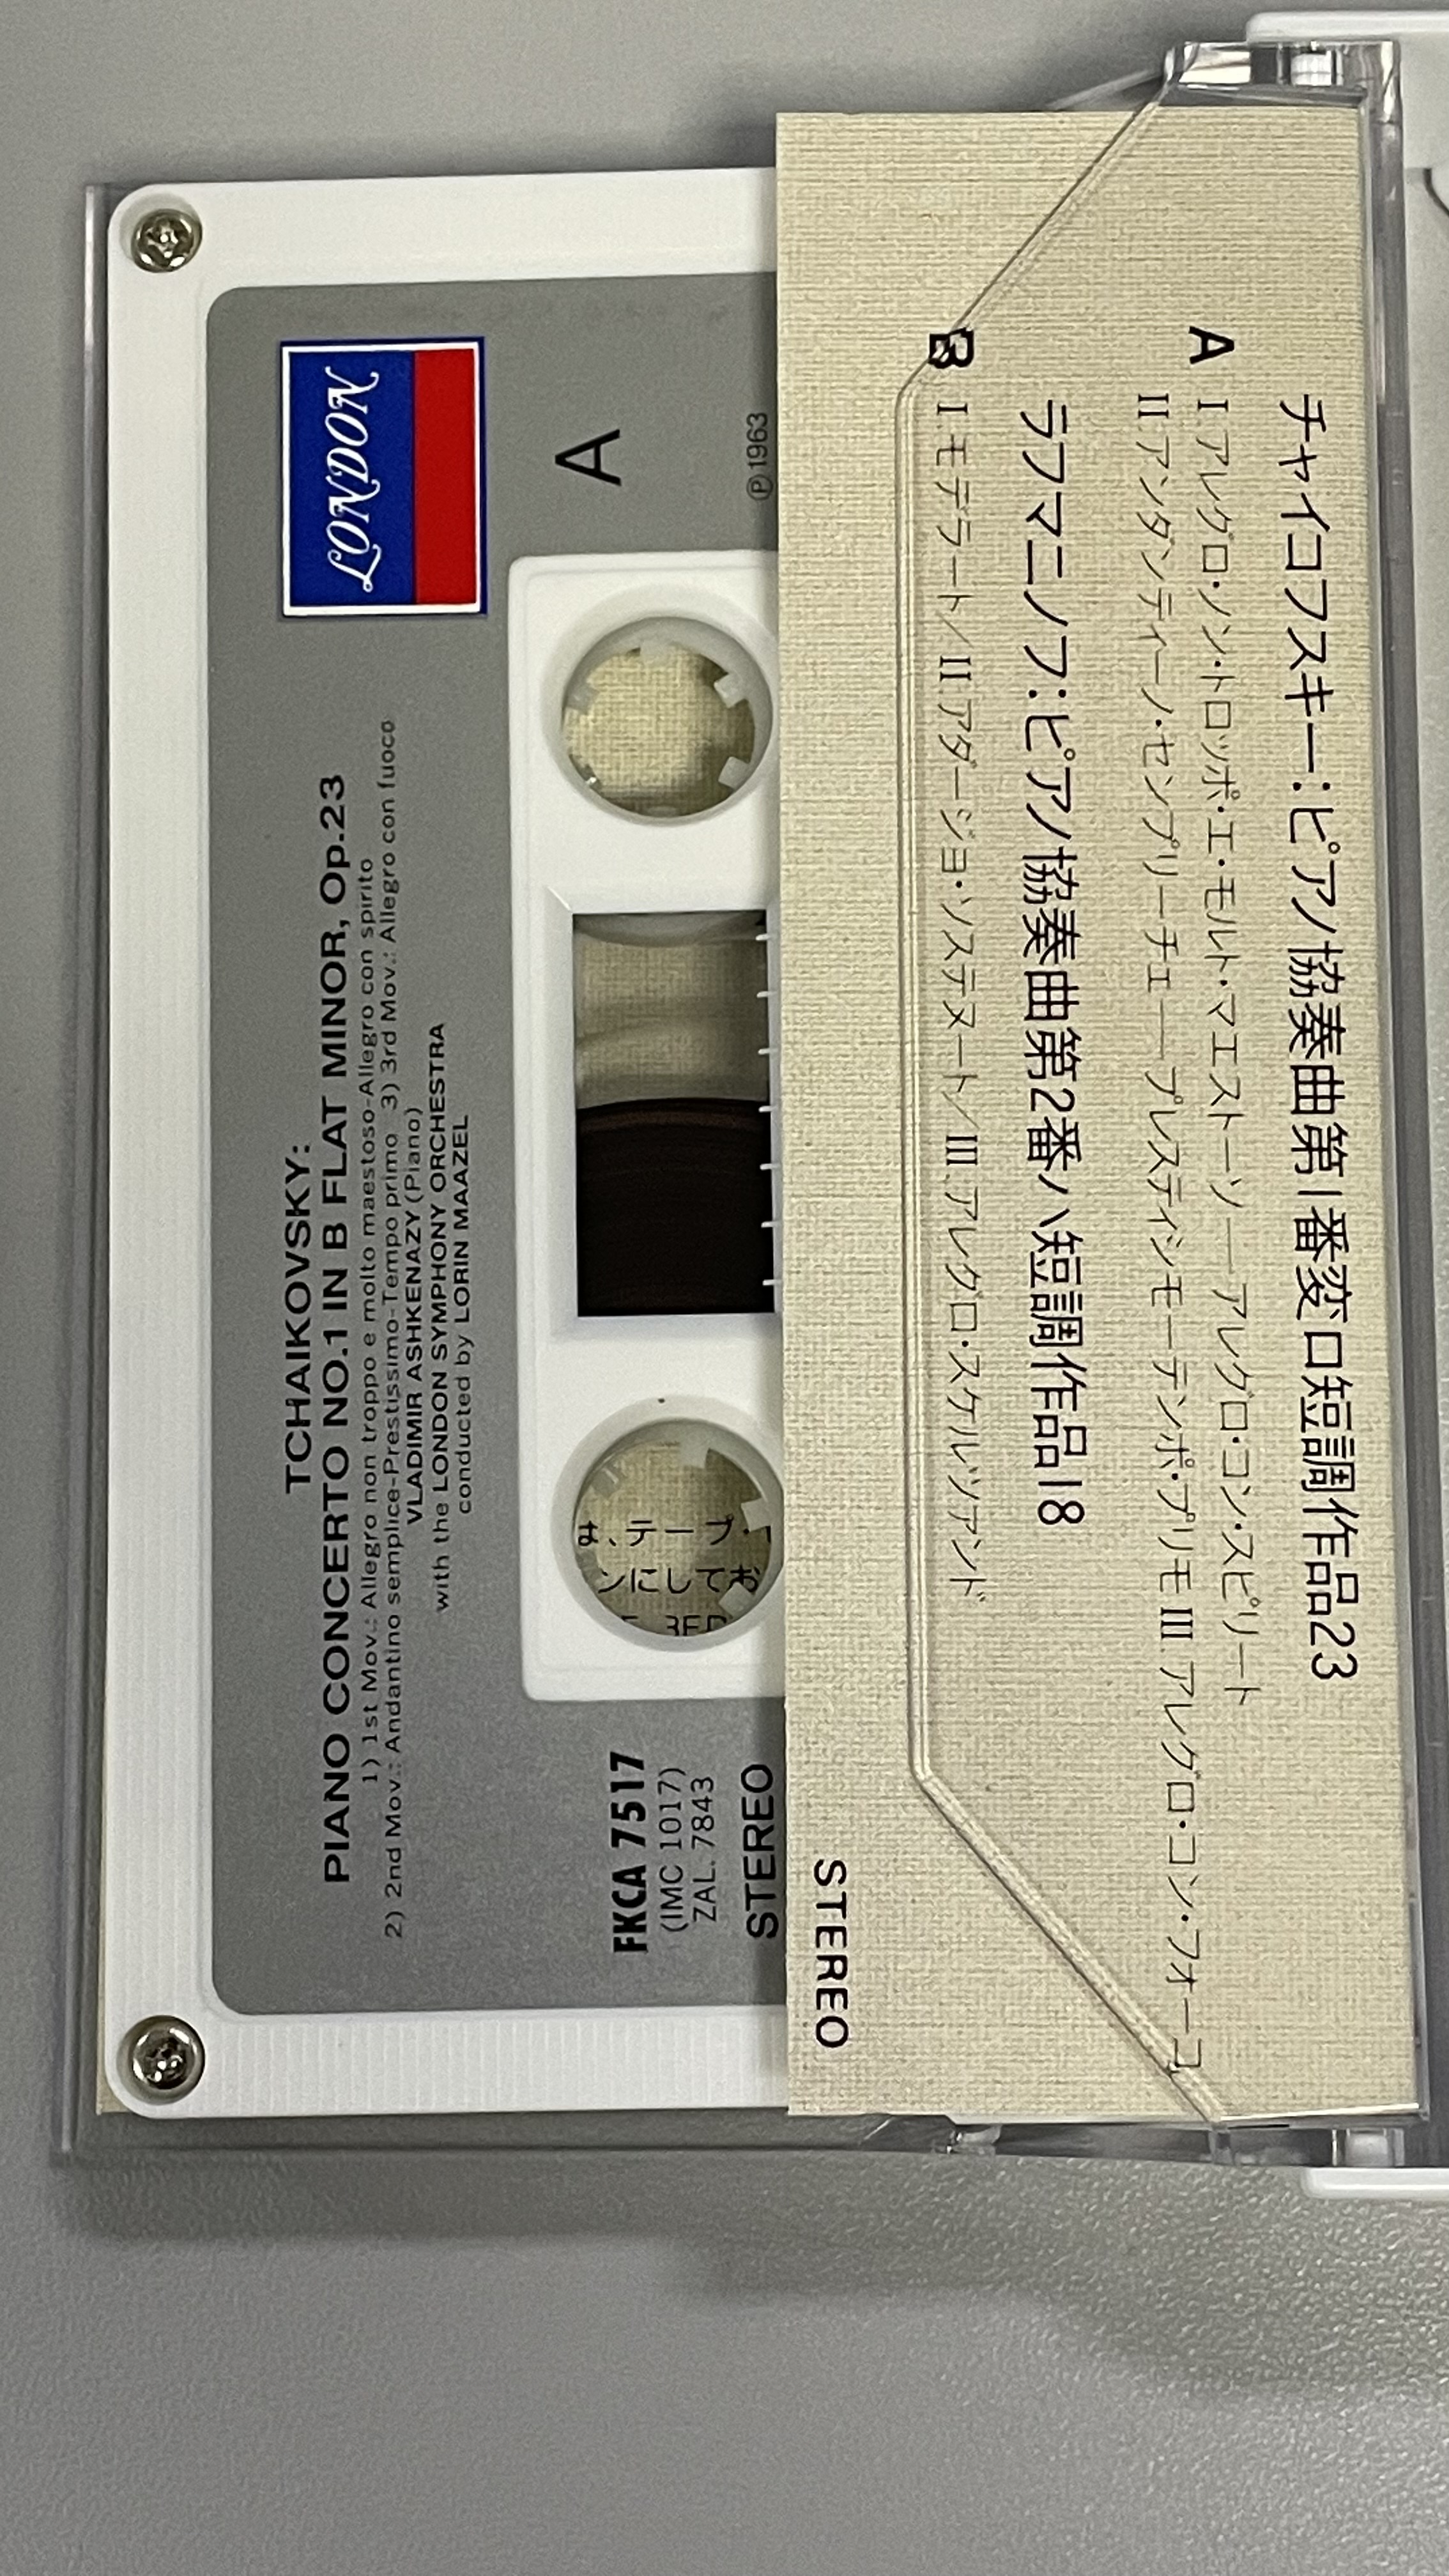 LONDON
TCHAIKOVSKY:
PIANO CONCERTO NO.1 IN B FLAT MINOR, Op.23
1) 1st Mov.: Allegro non troppo e molto maestoso-Allegro con spirito
2) 2nd Mov.: Andantino semplice-Prestissimo-Tempo primo 3) 3rd Mov.: Allegro con fuoco
VLADIMIR ASHKENAZY (Piano)
with the LONDON SYMPHONY ORCHESTRA
conducted by LORIN MAAZEL
A
FKCA 7517
(IMC 1017)
ZAL. 7843
STEREO
Ⓟ1963
、テープ・
ンにしてお
チャイコフスキー:ピアノ協奏曲第1番変ロ短調作品23
A I.アレグロ・ノン・トロッポ・エ・モルト・マエストーソ——アレグロ・コン・スピリート
II.アンダンティーノ・センプリーチェ——プレスティシモーテンポ・プリモ III.アレグロ・コン・フォーコ
ラフマニノフ:ピアノ協奏曲第2番ハ短調作品18
B I.モデラート/II.アダージョ・ソステヌート/III.アレグロ・スケルツァンド
STEREO